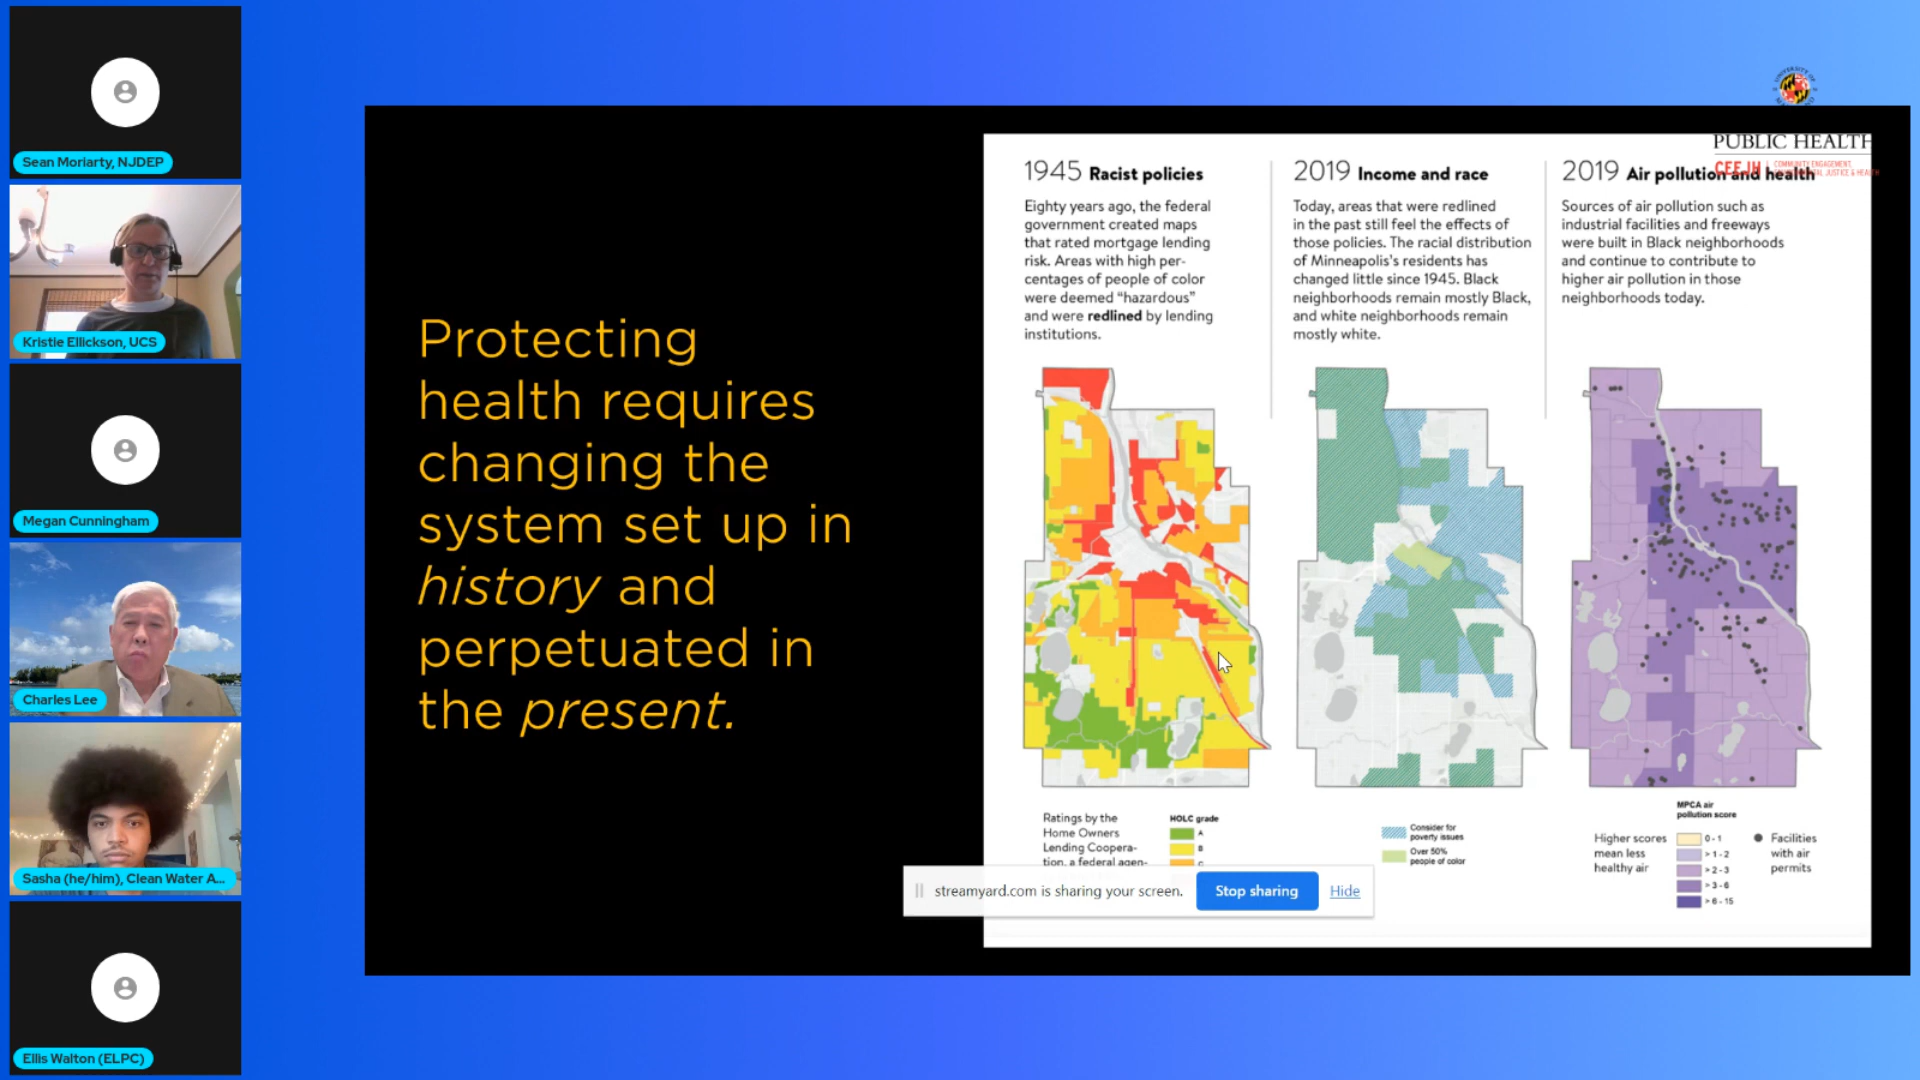 Sean Moriarty, NJDEP
Kristie Ellickson, UCS
Megan Cunningham
Charles Lee
Sasha (he/him), Clean Water A...
Ellis Walton (ELPC)
Protecting
health requires
changing the
system set up in
history and
perpetuated in
the present.
PUBLIC HEALTH
CEEJH
COMMUNITY ENGAGEMENT,
JUSTICE & HEALTH
1945 Racist policies
Eighty years ago, the federal
government created maps
that rated mortgage lending
risk. Areas with high per-
centages of people of color
were deemed “hazardous”
and were redlined by lending
institutions.
2019 Income and race
Today, areas that were redlined
in the past still feel the effects of
those policies. The racial distribution
of Minneapolis’s residents has
changed little since 1945. Black
neighborhoods remain mostly Black,
and white neighborhoods remain
mostly white.
2019 Air pollution and health
Sources of air pollution such as
industrial facilities and freeways
were built in Black neighborhoods
and continue to contribute to
higher air pollution in those
neighborhoods today.
Ratings by the
Home Owners
Lending Coopera-
tion, a federal agen-
HOLC grade
A
B
C
Consider for
poverty issues
Over 50%
people of color
Higher scores
mean less
healthy air
MPCA air
pollution score
0 - 1
> 1 - 2
> 2 - 3
> 3 - 6
> 6 - 15
Facilities
with air
permits
streamyard.com is sharing your screen.
Stop sharing
Hide